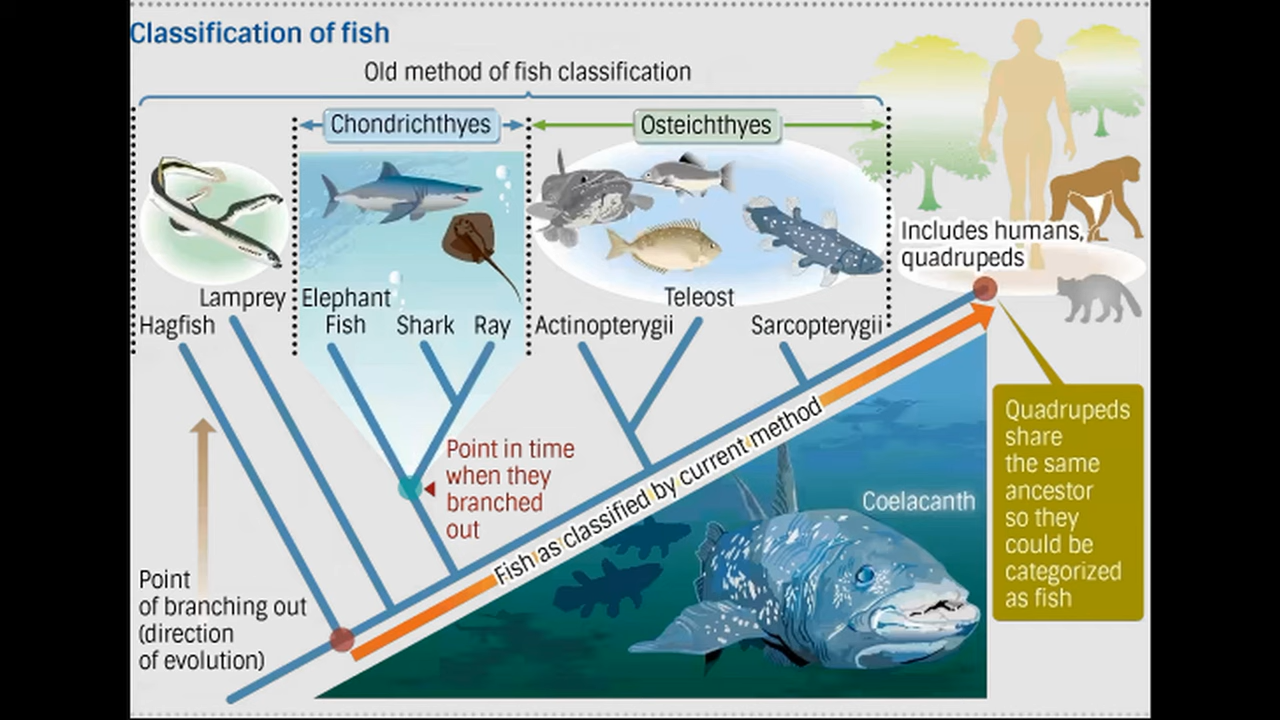 Classification of fish
Old method of fish classification
Chondrichthyes
Osteichthyes
Includes humans,
quadrupeds
Lamprey
Hagfish
Elephant
Fish
Shark
Ray
Teleost
Actinopterygii
Sarcopterygii
Point in time
when they
branched
out
Fish as classified by current method
Coelacanth
Quadrupeds
share
the same
ancestor
so they
could be
categorized
as fish
Point
of branching out
(direction
of evolution)